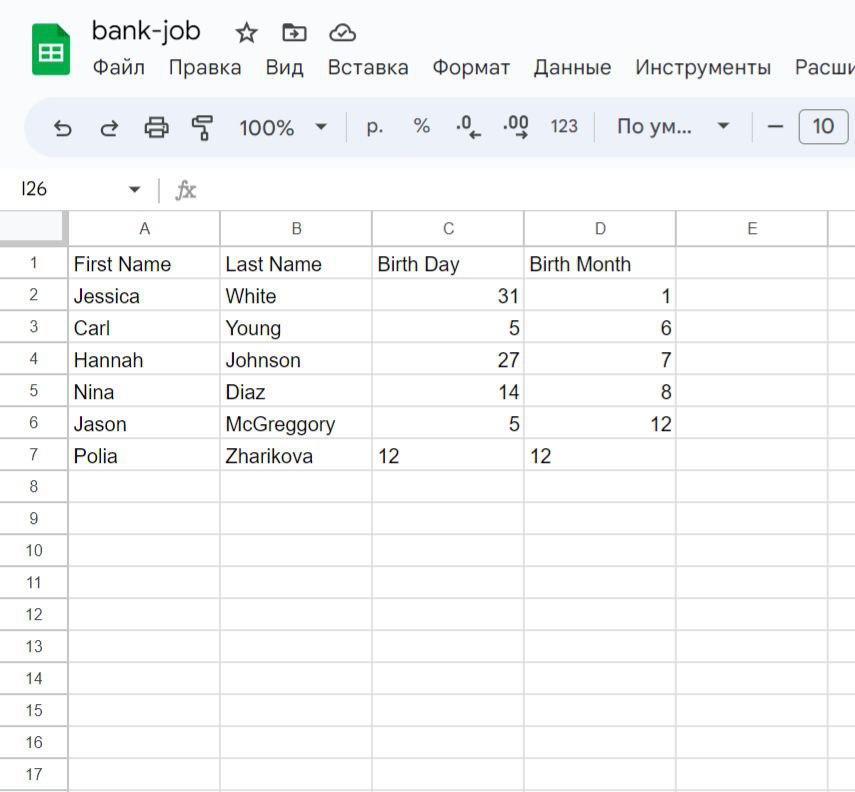 bank-job
Файл Правка Вид Вставка Формат Данные Инструменты Расши
100% р. % .0 .00 123 По ум... 10
I26 fx
A B C D E
1 First Name Last Name Birth Day Birth Month
2 Jessica White 31 1
3 Carl Young 5 6
4 Hannah Johnson 27 7
5 Nina Diaz 14 8
6 Jason McGreggory 5 12
7 Polia Zharikova 12 12
8
9
10
11
12
13
14
15
16
17